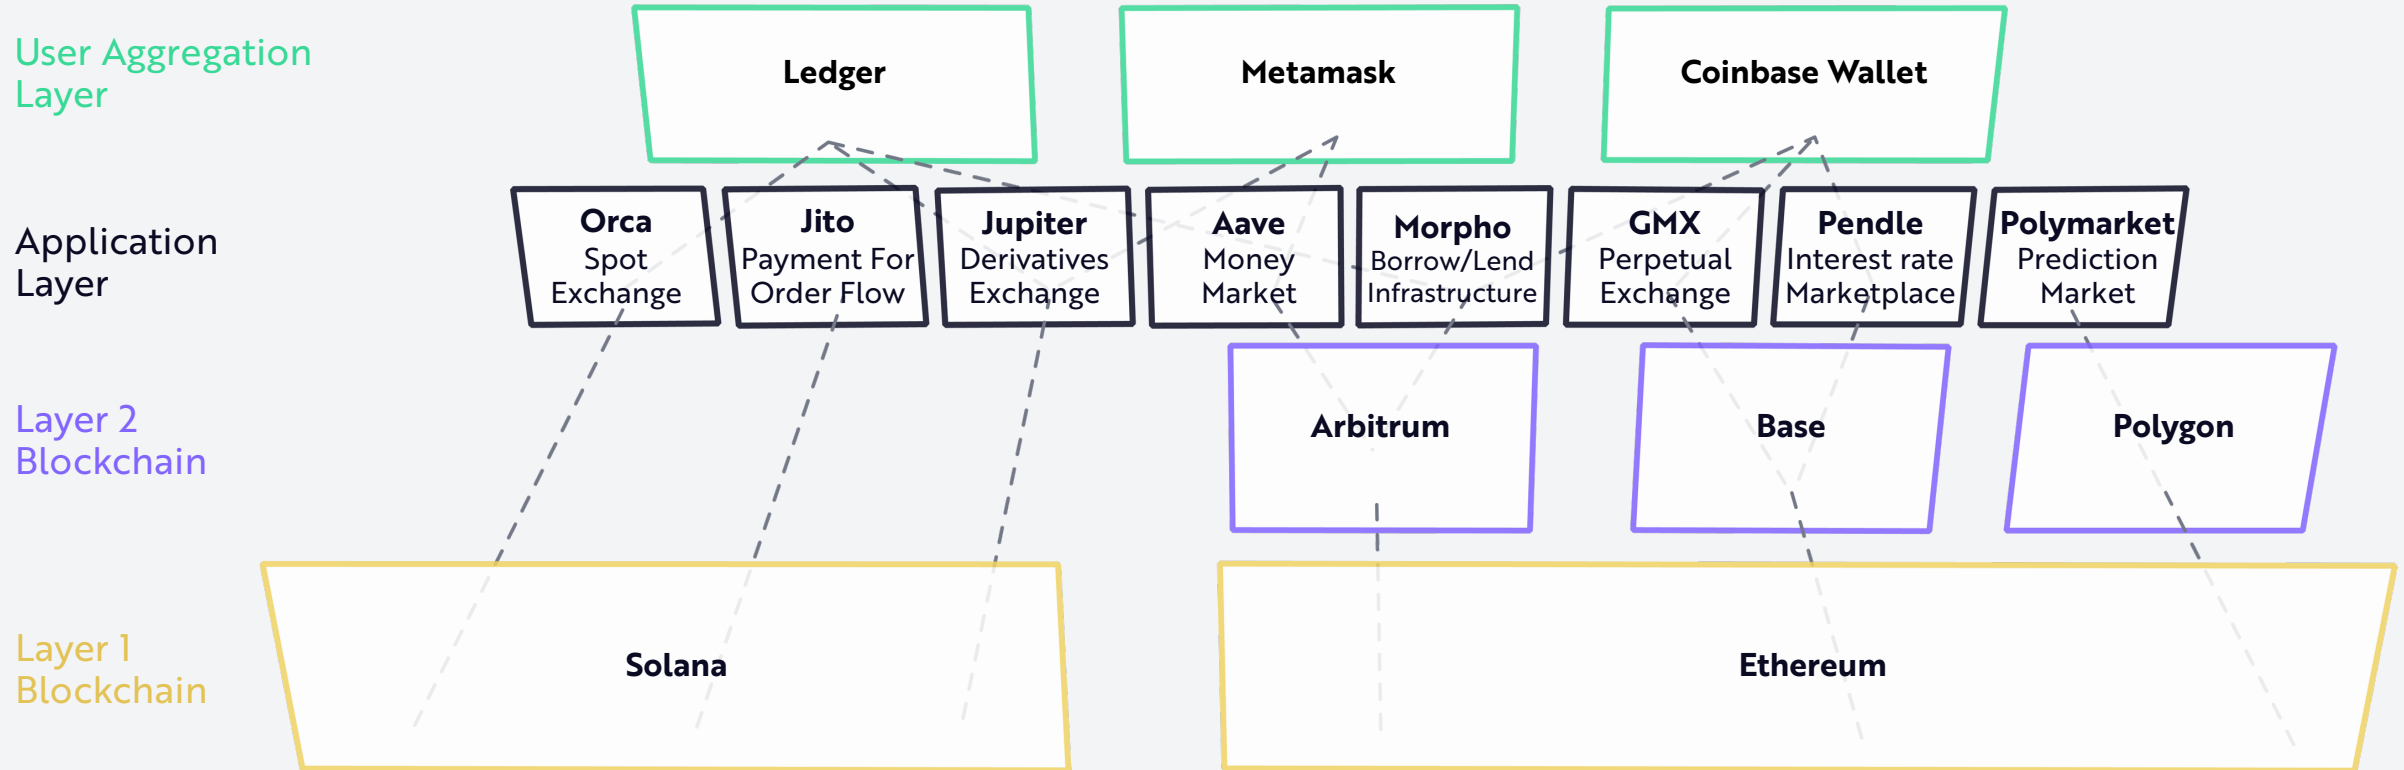 User Aggregation
Layer
Ledger
Metamask
Coinbase Wallet
Application
Layer
Orca
Spot
Exchange
Jito
Payment For
Order Flow
Jupiter
Derivatives
Exchange
Aave
Money
Market
Morpho
Borrow/Lend
Infrastructure
GMX
Perpetual
Exchange
Pendle
Interest rate
Marketplace
Polymarket
Prediction
Market
Layer 2
Blockchain
Arbitrum
Base
Polygon
Layer 1
Blockchain
Solana
Ethereum